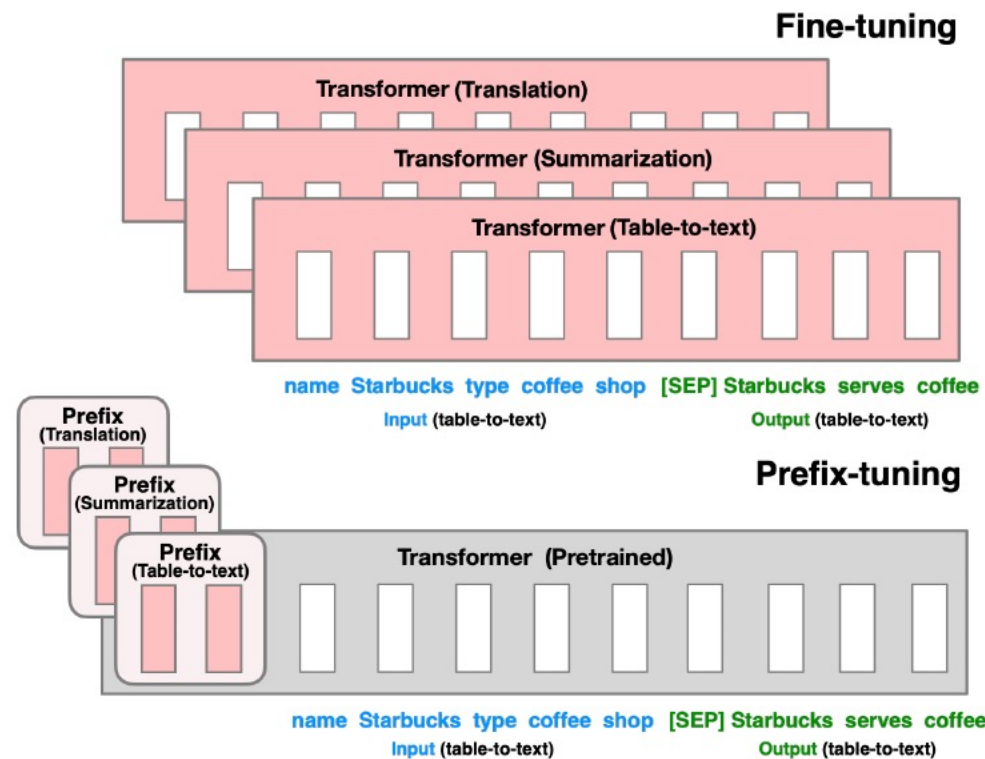 Fine-tuning
Transformer (Translation)
Transformer (Summarization)
Transformer (Table-to-text)
name Starbucks type coffee shop [SEP] Starbucks serves coffee
Input (table-to-text) Output (table-to-text)
Prefix-tuning
Prefix
(Translation)
Prefix
(Summarization)
Prefix
(Table-to-text)
Transformer (Pretrained)
name Starbucks type coffee shop [SEP] Starbucks serves coffee
Input (table-to-text) Output (table-to-text)